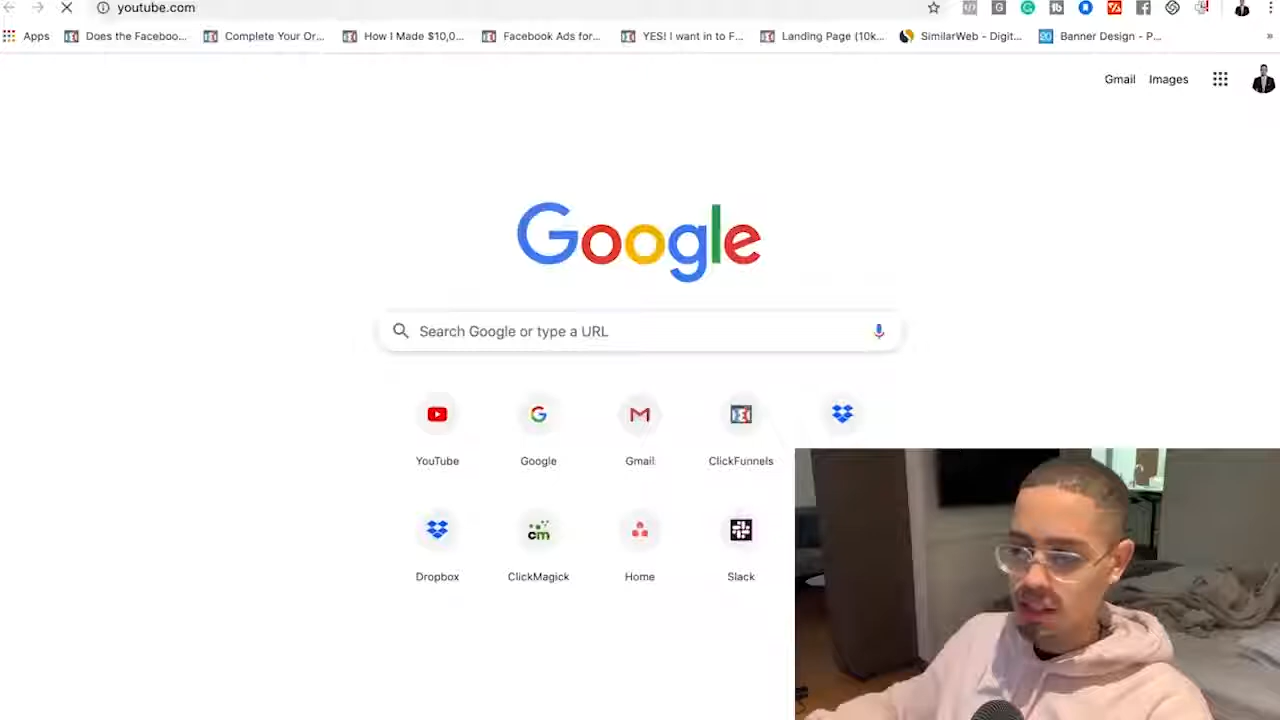 youtube.com
Apps Does the Faceboo... Complete Your Or... How I Made $10,0... Facebook Ads for... YES! I want in to F... Landing Page (10k... SimilarWeb - Digit... Banner Design - P... »
Gmail Images
Google
Search Google or type a URL
YouTube Google Gmail ClickFunnels
cm
Dropbox ClickMagick Home Slack